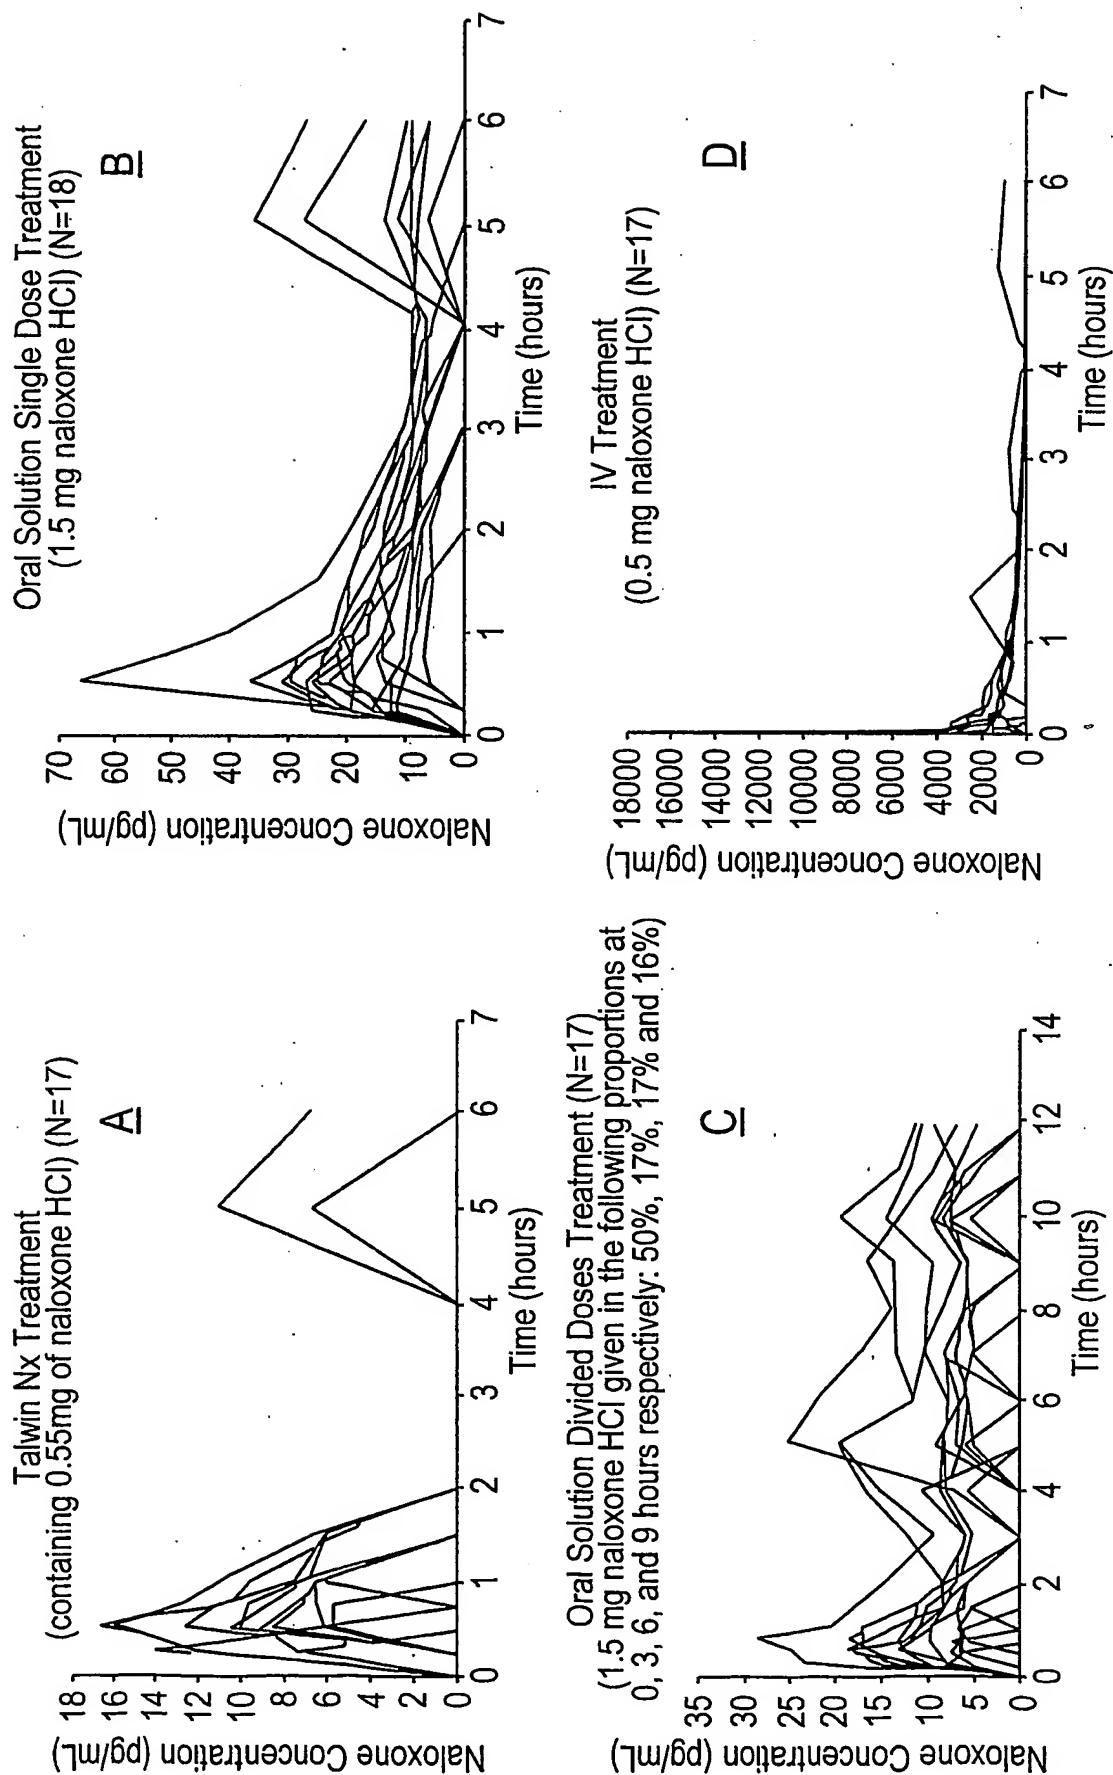 Talwin Nx Treatment
(containing 0.55mg of naloxone HCl) (N=17)
A
Naloxone Concentration (pg/mL)
18
16
14
12
10
8
6
4
2
0
0 1 2 3 4 5 6 7
Time (hours)
Oral Solution Single Dose Treatment
(1.5 mg naloxone HCl) (N=18)
B
Naloxone Concentration (pg/mL)
70
60
50
40
30
20
10
0
0 1 2 3 4 5 6 7
Time (hours)
Oral Solution Divided Doses Treatment (N=17)
(1.5 mg naloxone HCl given in the following proportions at
0, 3, 6, and 9 hours respectively: 50%, 17%, 17% and 16%)
C
Naloxone Concentration (pg/mL)
35
30
25
20
15
10
5
0
0 2 4 6 8 10 12 14
Time (hours)
IV Treatment
(0.5 mg naloxone HCl) (N=17)
D
Naloxone Concentration (pg/mL)
18000
16000
14000
12000
10000
8000
6000
4000
2000
0
0 1 2 3 4 5 6 7
Time (hours)